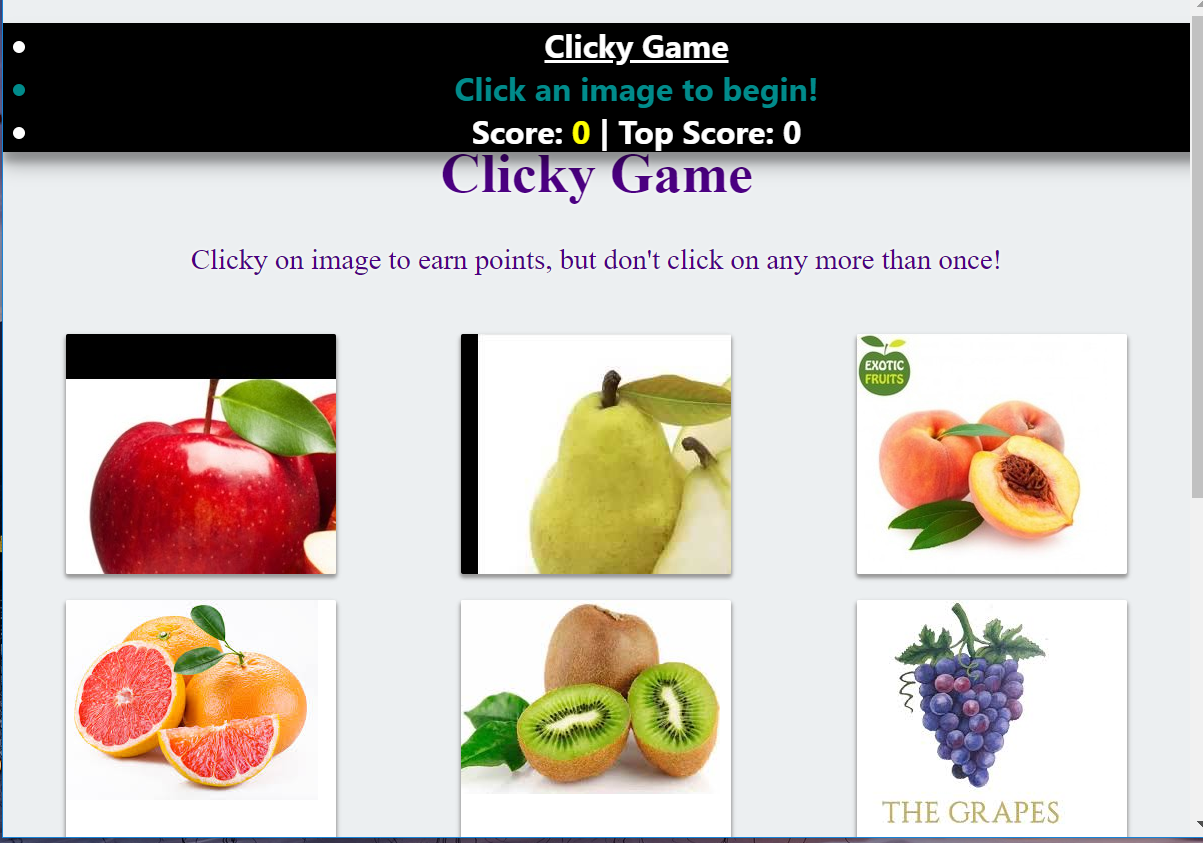 Clicky Game
Click an image to begin!
Score: 0 | Top Score: 0
Clicky Game
Clicky on image to earn points, but don't click on any more than once!
EXOTIC
FRUITS
THE GRAPES